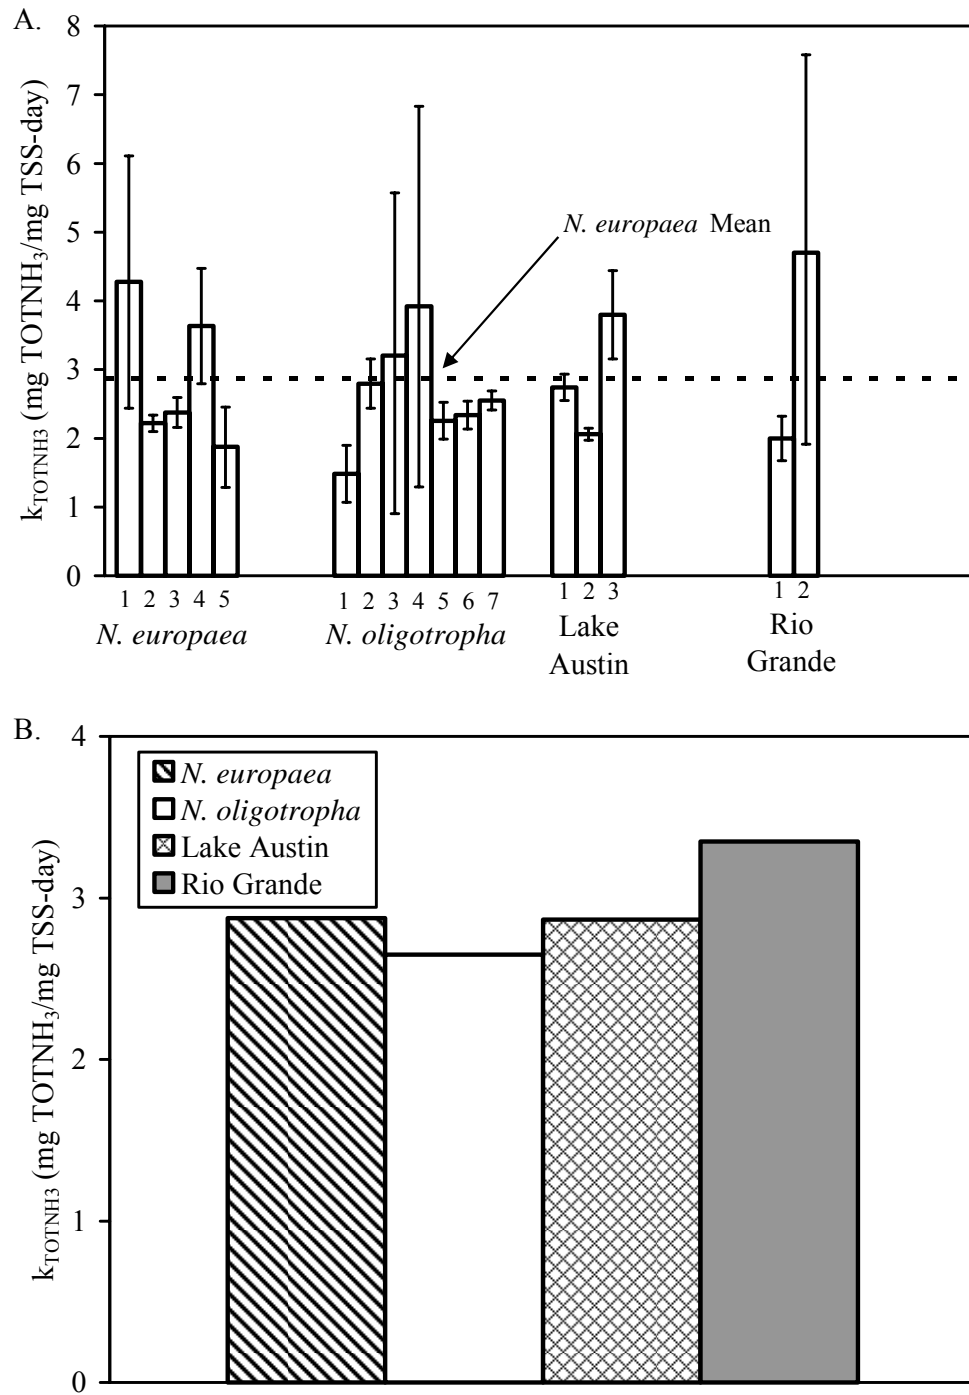 A.
8
7
6
5
4
3
2
1
0
k_TOTNH3 (mg TOTNH₃/mg TSS-day)
N. europaea Mean
1 2 3 4 5
1 2 3 4 5 6 7
1 2 3
1 2
N. europaea
N. oligotropha
Lake
Austin
Rio
Grande
B.
4
3
2
1
0
k_TOTNH3 (mg TOTNH₃/mg TSS-day)
N. europaea
N. oligotropha
Lake Austin
Rio Grande